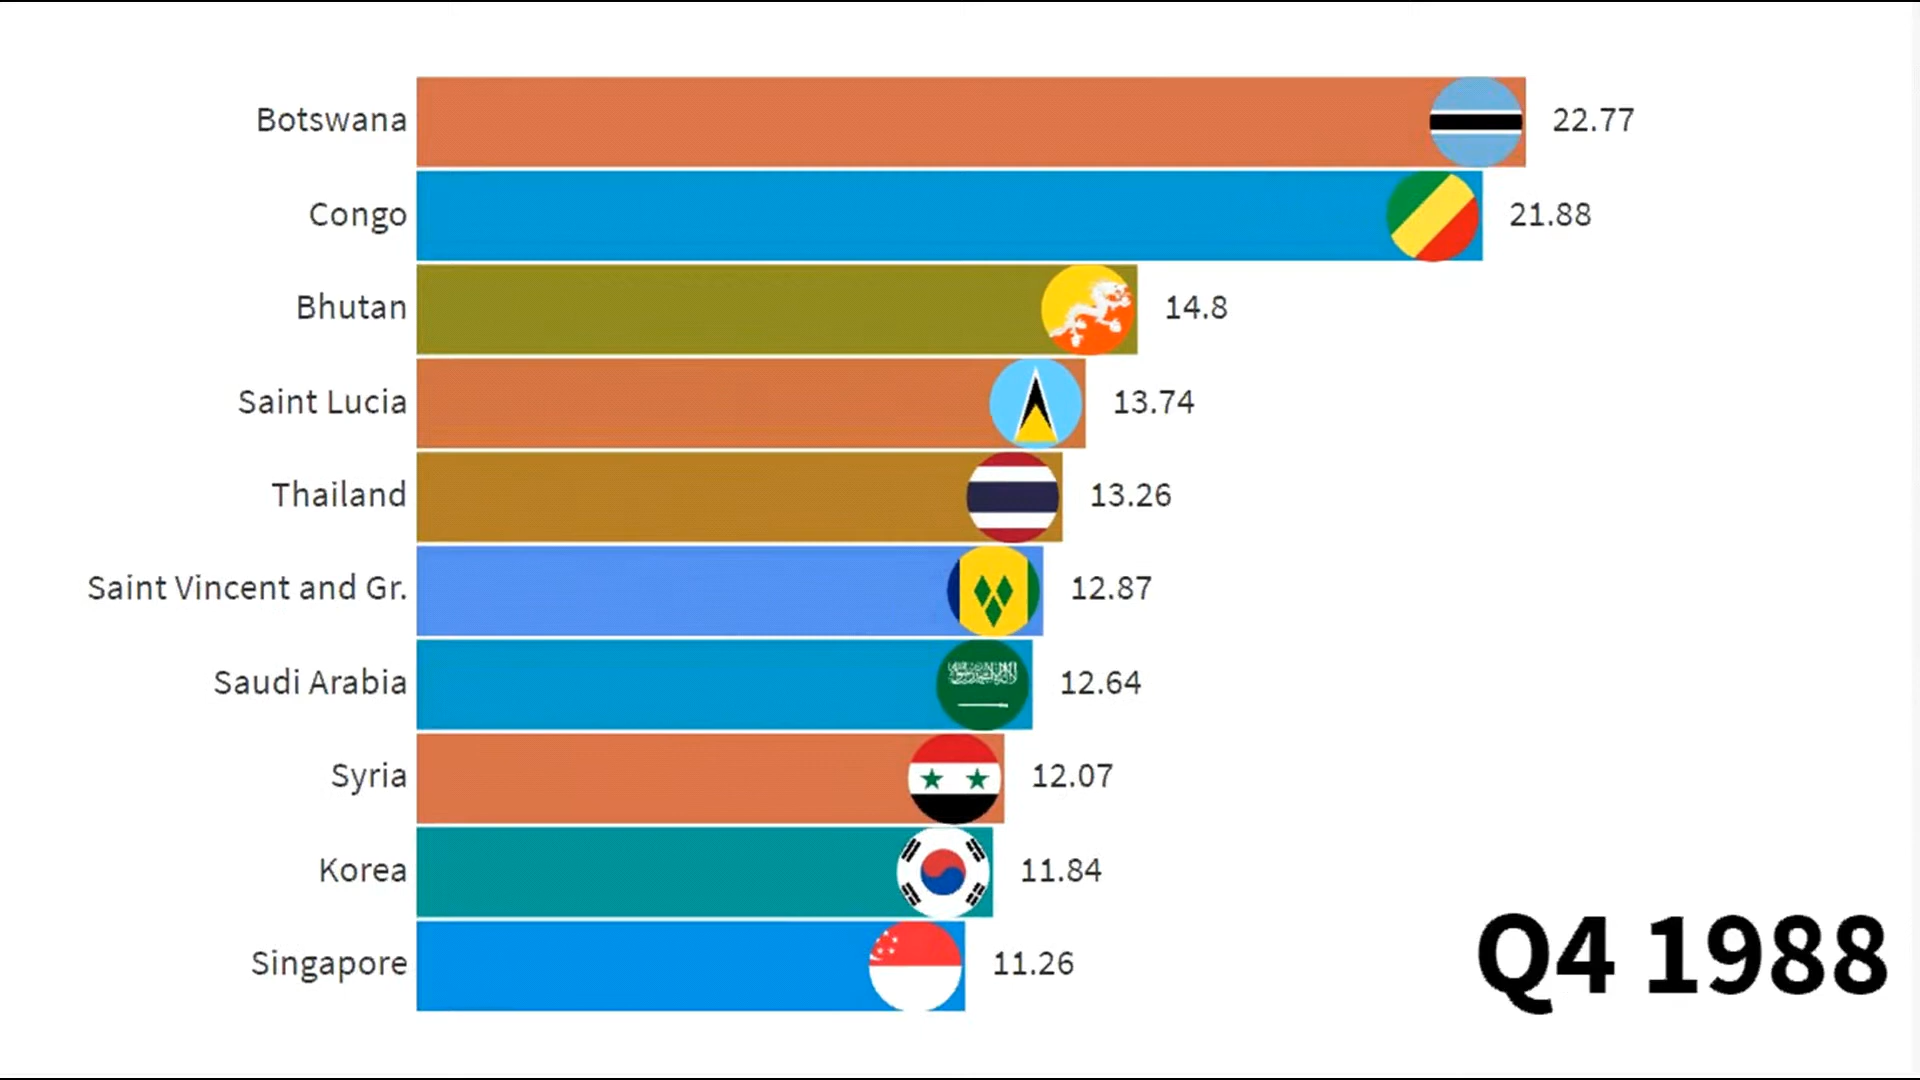 Botswana 22.77
Congo 21.88
Bhutan 14.8
Saint Lucia 13.74
Thailand 13.26
Saint Vincent and Gr. 12.87
Saudi Arabia 12.64
Syria 12.07
Korea 11.84
Singapore 11.26
Q4 1988